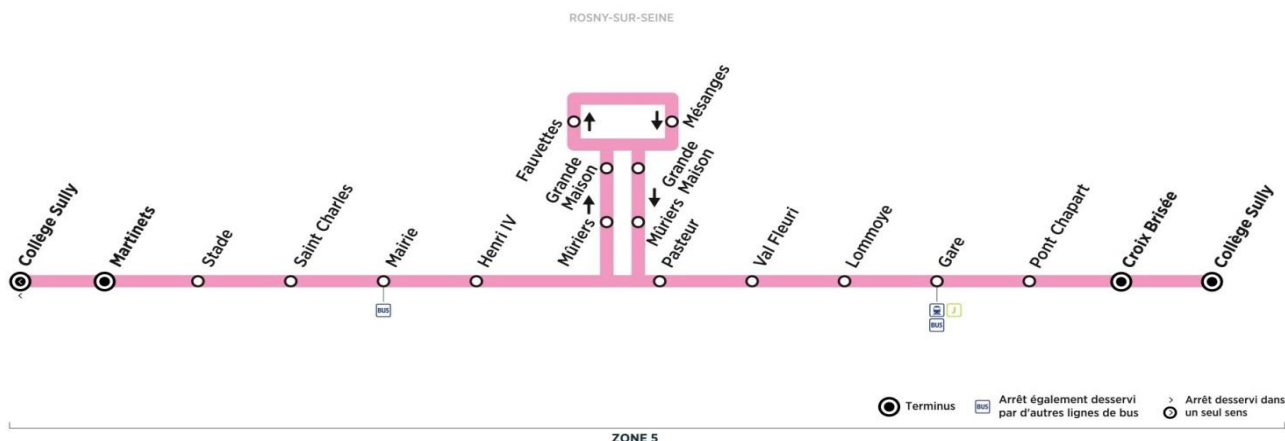 ROSNY-SUR-SEINE
Collège Sully
Martinets
Stade
Saint Charles
Mairie
BUS
Henri IV
Mûriers
Grande
Maison
Fauvettes
Mésanges
Grande
Maison
Mûriers
Pasteur
Val Fleuri
Lommoye
Gare
J
BUS
Pont Chapart
Croix Brisée
Collège Sully
Terminus
BUS
Arrêt également desservi
par d'autres lignes de bus
Arrêt desservi dans
un seul sens
ZONE 5